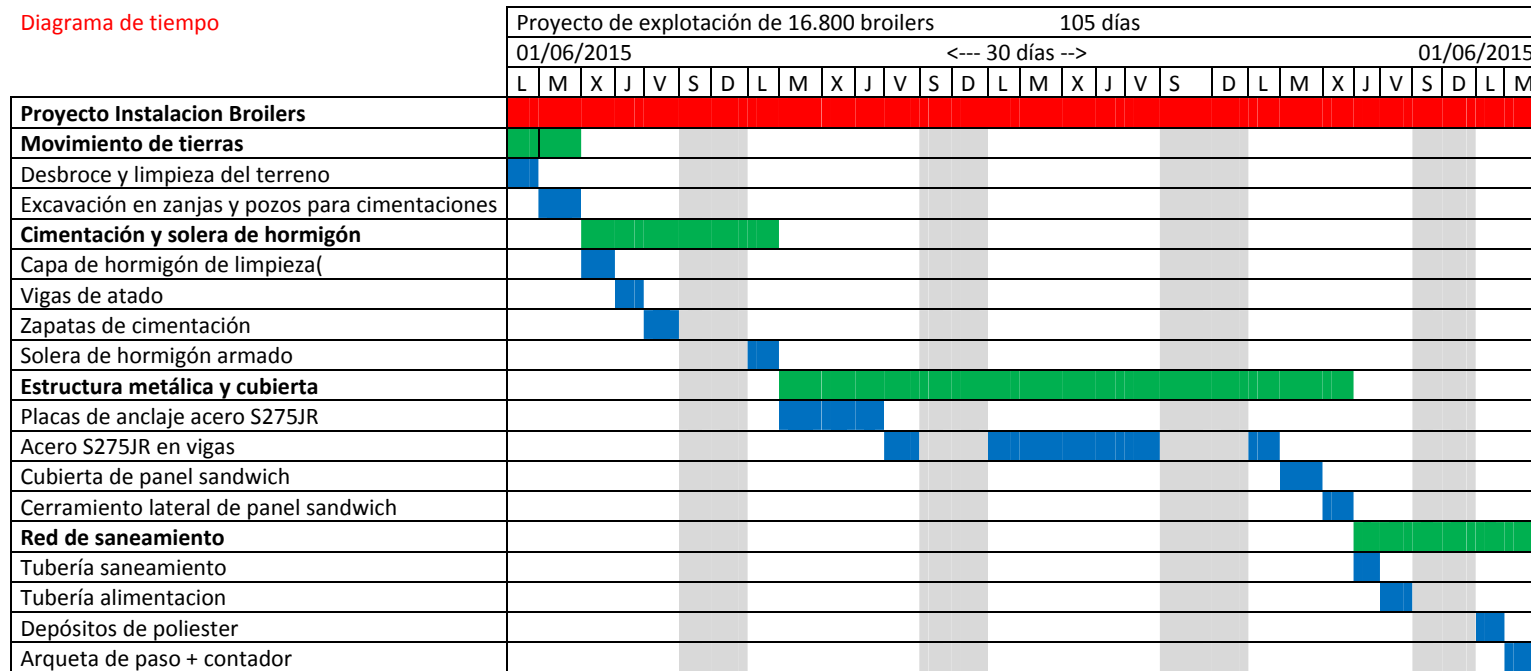 Diagrama de tiempo
Proyecto de explotación de 16.800 broilers 105 días
01/06/2015 <--- 30 días --> 01/06/2015
L M X J V S D L M X J V S D L M X J V S D L M X J V S D L M
Proyecto Instalacion Broilers
Movimiento de tierras
Desbroce y limpieza del terreno
Excavación en zanjas y pozos para cimentaciones
Cimentación y solera de hormigón
Capa de hormigón de limpieza(
Vigas de atado
Zapatas de cimentación
Solera de hormigón armado
Estructura metálica y cubierta
Placas de anclaje acero S275JR
Acero S275JR en vigas
Cubierta de panel sandwich
Cerramiento lateral de panel sandwich
Red de saneamiento
Tubería saneamiento
Tubería alimentacion
Depósitos de poliester
Arqueta de paso + contador